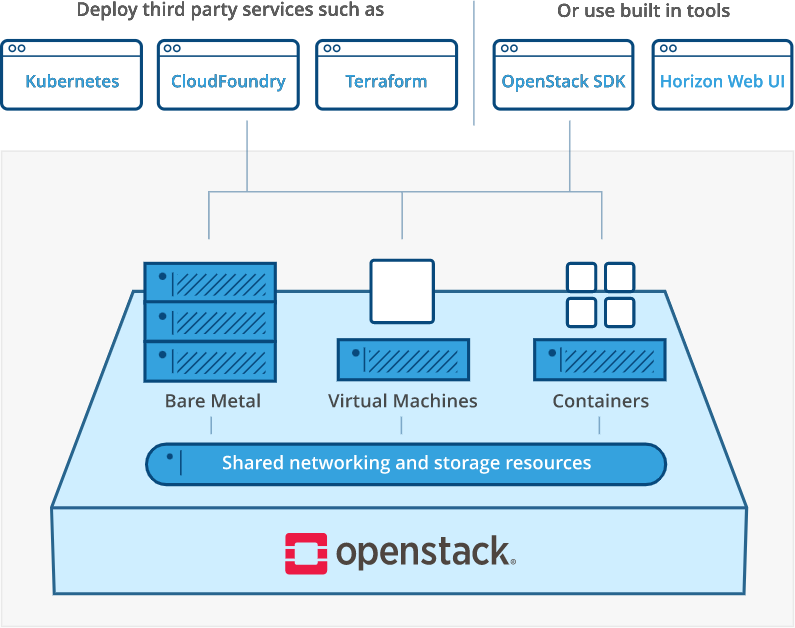 Deploy third party services such as
Or use built in tools
Kubernetes
CloudFoundry
Terraform
OpenStack SDK
Horizon Web UI
Bare Metal
Virtual Machines
Containers
Shared networking and storage resources
openstack®